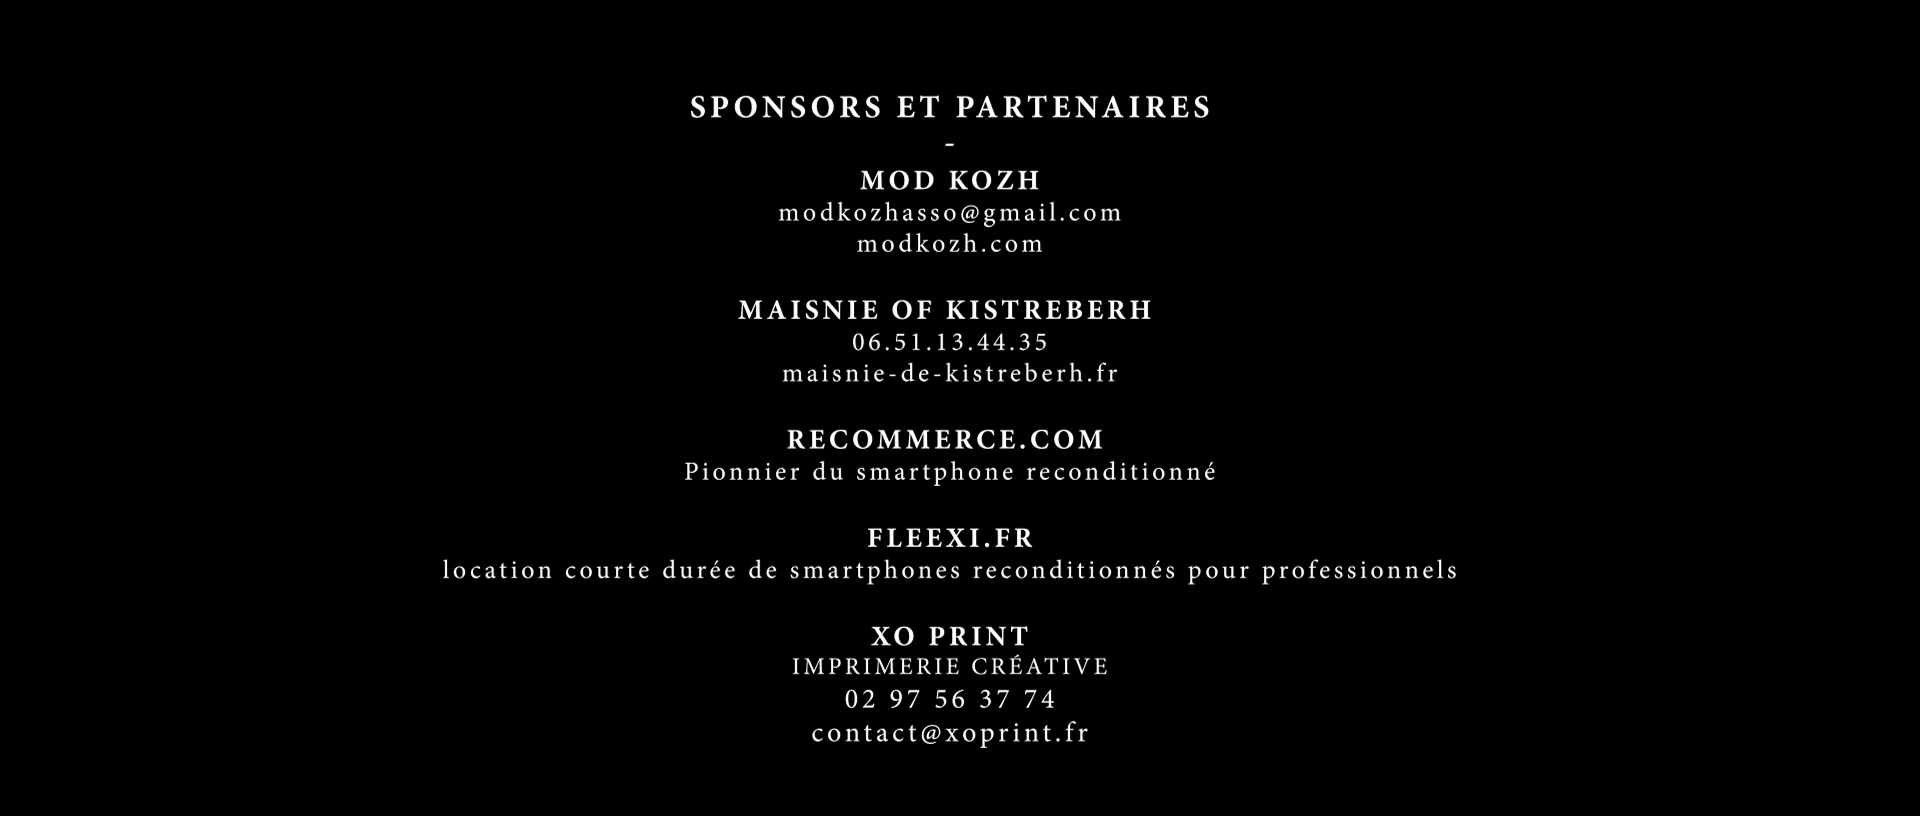 SPONSORS ET PARTENAIRES
-
MOD KOZH
modkozhasso@gmail.com
modkozh.com
MAISNIE OF KISTREBERH
06.51.13.44.35
maisnie-de-kistreberh.fr
RECOMMERCE.COM
Pionnier du smartphone reconditionné
FLEEXI.FR
location courte durée de smartphones reconditionnés pour professionnels
XO PRINT
IMPRIMERIE CRÉATIVE
02 97 56 37 74
contact@xoprint.fr